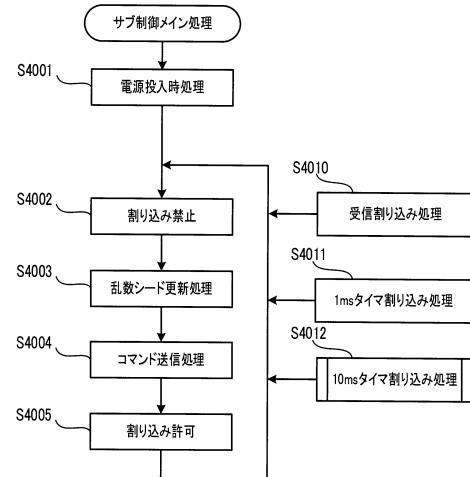 サブ制御メイン処理
S4001
電源投入時処理
S4002
割り込み禁止
S4003
乱数シード更新処理
S4004
コマンド送信処理
S4005
割り込み許可
S4010
受信割り込み処理
S4011
1msタイマ割り込み処理
S4012
10msタイマ割り込み処理